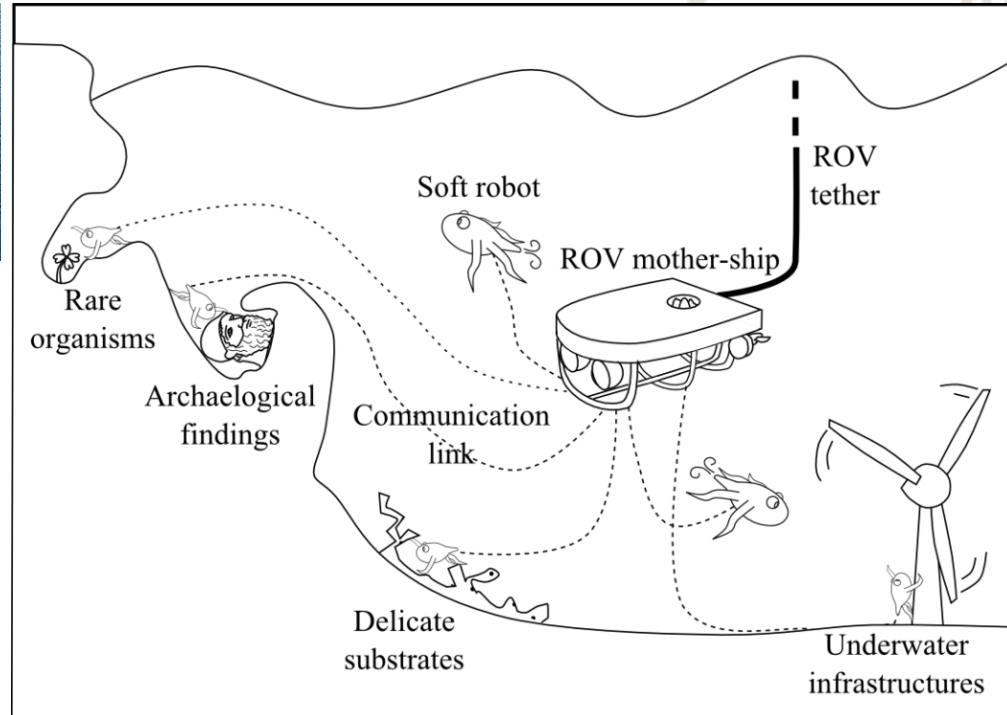 ROV
tether
Soft robot
ROV mother-ship
Rare
organisms
Archaelogical
findings
Communication
link
Delicate
substrates
Underwater
infrastructures